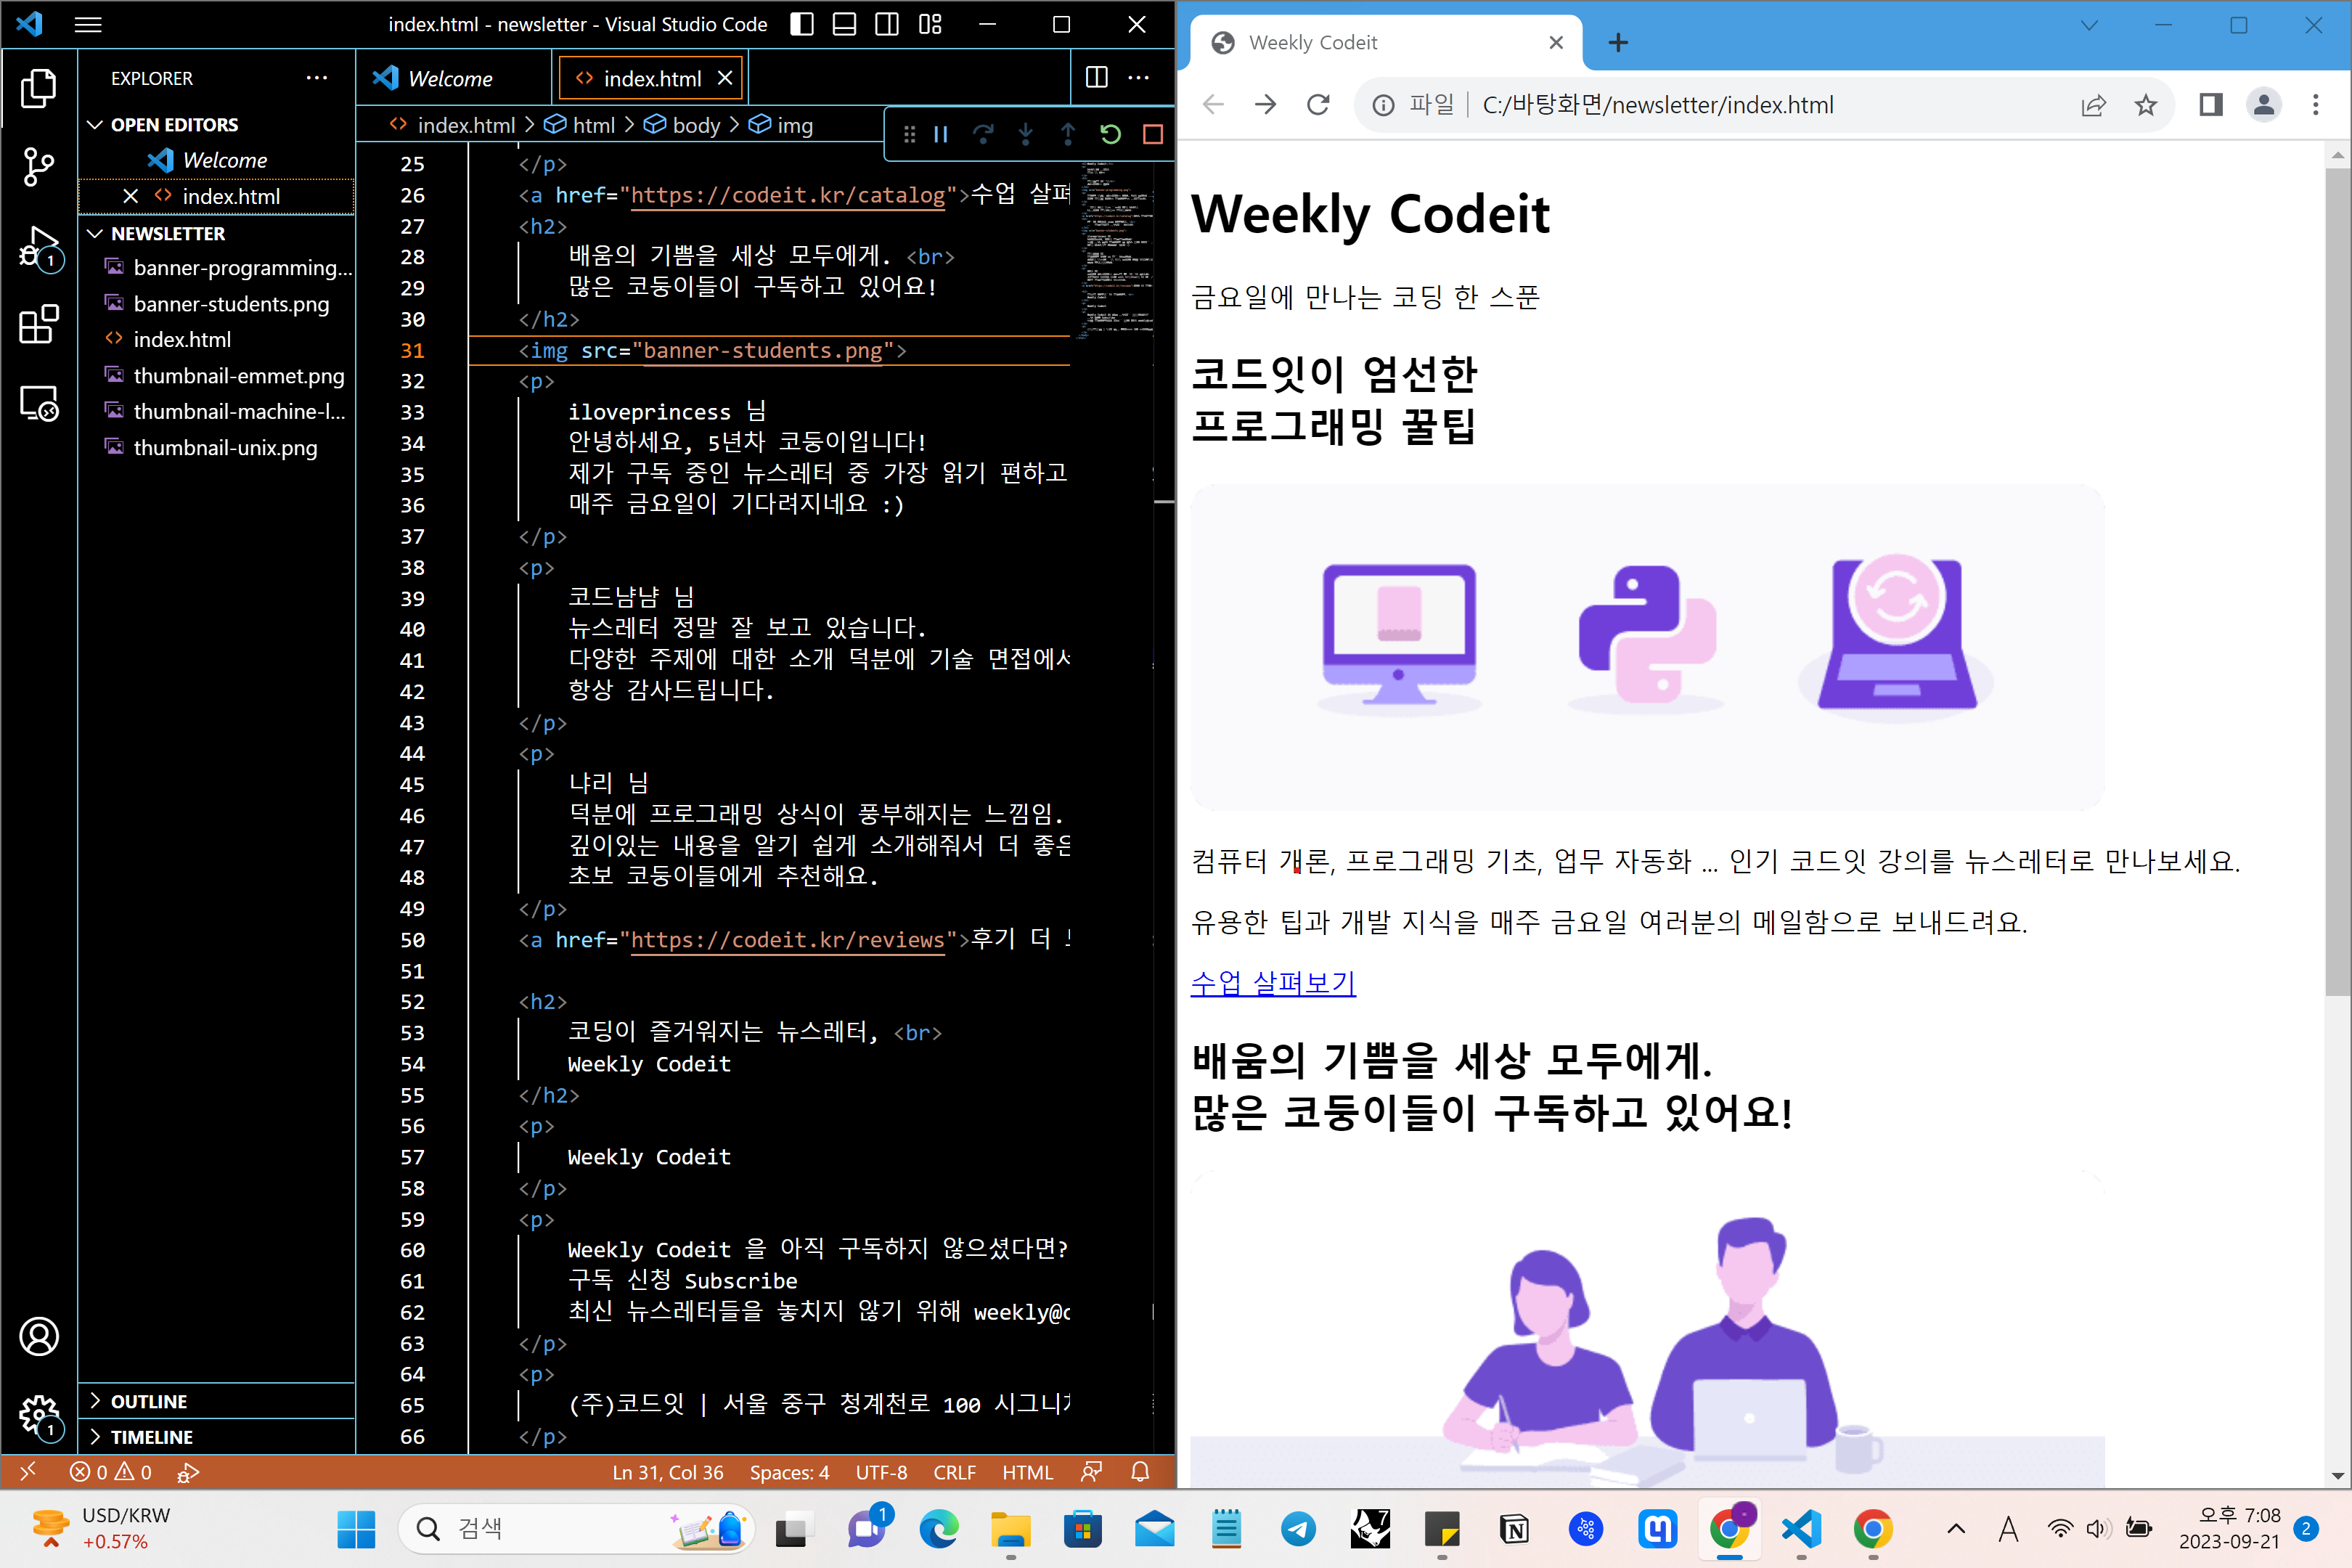 index.html - newsletter - Visual Studio Code
EXPLORER
OPEN EDITORS
Welcome
index.html
NEWSLETTER
banner-programming...
banner-students.png
index.html
thumbnail-emmet.png
thumbnail-machine-l...
thumbnail-unix.png
OUTLINE
TIMELINE
1
1
Welcome
index.html
index.html > html > body > img
25 </p>
26 <a href="https://codeit.kr/catalog">수업 살펴
27 <h2>
28 배움의 기쁨을 세상 모두에게. <br>
29 많은 코둥이들이 구독하고 있어요!
30 </h2>
31 <img src="banner-students.png">
32 <p>
33 iloveprincess 님
34 안녕하세요, 5년차 코둥이입니다!
35 제가 구독 중인 뉴스레터 중 가장 읽기 편하고
36 매주 금요일이 기다려지네요 :)
37 </p>
38 <p>
39 코드냠냠 님
40 뉴스레터 정말 잘 보고 있습니다.
41 다양한 주제에 대한 소개 덕분에 기술 면접에서
42 항상 감사드립니다.
43 </p>
44 <p>
45 냐리 님
46 덕분에 프로그래밍 상식이 풍부해지는 느낌임.
47 깊이있는 내용을 알기 쉽게 소개해줘서 더 좋은
48 초보 코둥이들에게 추천해요.
49 </p>
50 <a href="https://codeit.kr/reviews">후기 더
51
52 <h2>
53 코딩이 즐거워지는 뉴스레터, <br>
54 Weekly Codeit
55 </h2>
56 <p>
57 Weekly Codeit
58 </p>
59 <p>
60 Weekly Codeit 을 아직 구독하지 않으셨다면?
61 구독 신청 Subscribe
62 최신 뉴스레터들을 놓치지 않기 위해 weekly@c
63 </p>
64 <p>
65 (주)코드잇 | 서울 중구 청계천로 100 시그니처
66 </p>
0 0
Ln 31, Col 36 Spaces: 4 UTF-8 CRLF HTML
Weekly Codeit
파일 | C:/바탕화면/newsletter/index.html
Weekly Codeit
금요일에 만나는 코딩 한 스푼
코드잇이 엄선한
프로그래밍 꿀팁
컴퓨터 개론, 프로그래밍 기초, 업무 자동화 ... 인기 코드잇 강의를 뉴스레터로 만나보세요.
유용한 팁과 개발 지식을 매주 금요일 여러분의 메일함으로 보내드려요.
수업 살펴보기
배움의 기쁨을 세상 모두에게.
많은 코둥이들이 구독하고 있어요!
USD/KRW
+0.57%
검색
1
7
N
A
오후 7:08
2023-09-21
2